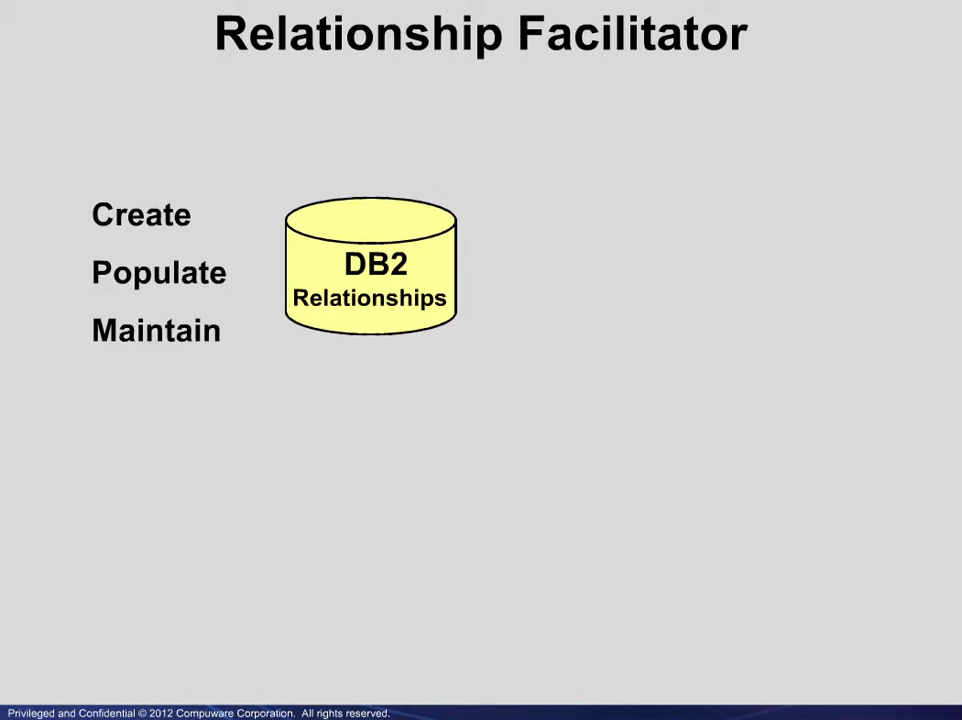 Relationship Facilitator
Create
Populate
Maintain
DB2
Relationships
Privileged and Confidential © 2012 Compuware Corporation. All rights reserved.